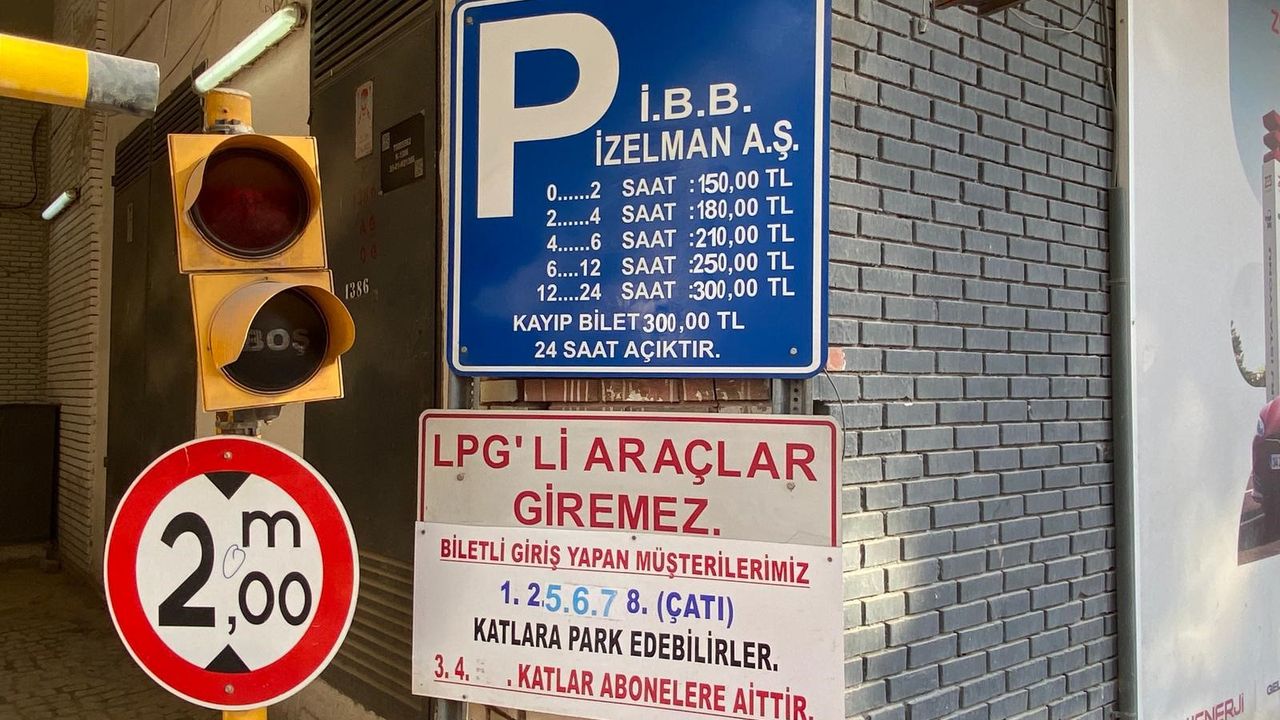 P
İ.B.B.
İZELMAN A.Ş.
0......2 SAAT :150,00 TL
2......4 SAAT :180,00 TL
4......6 SAAT :210,00 TL
6....12 SAAT :250,00 TL
12....24 SAAT :300,00 TL
KAYIP BİLET 300,00 TL
24 SAAT AÇIKTIR.
BOŞ
1386
2,00 m
LPG'Lİ ARAÇLAR
GİREMEZ.
BİLETLİ GİRİŞ YAPAN MÜŞTERİLERİMİZ
1. 2.5.6.7 8. (ÇATI)
KATLARA PARK EDEBİLİRLER.
3. 4. . KATLAR ABONELERE AİTTİR.
ENERJİ